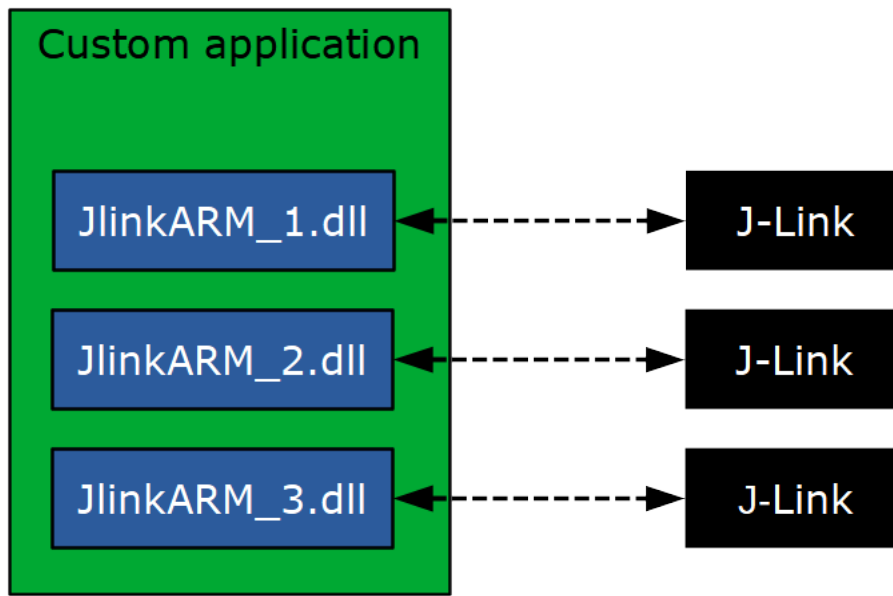 Custom application
JlinkARM_1.dll
J-Link
JlinkARM_2.dll
J-Link
JlinkARM_3.dll
J-Link